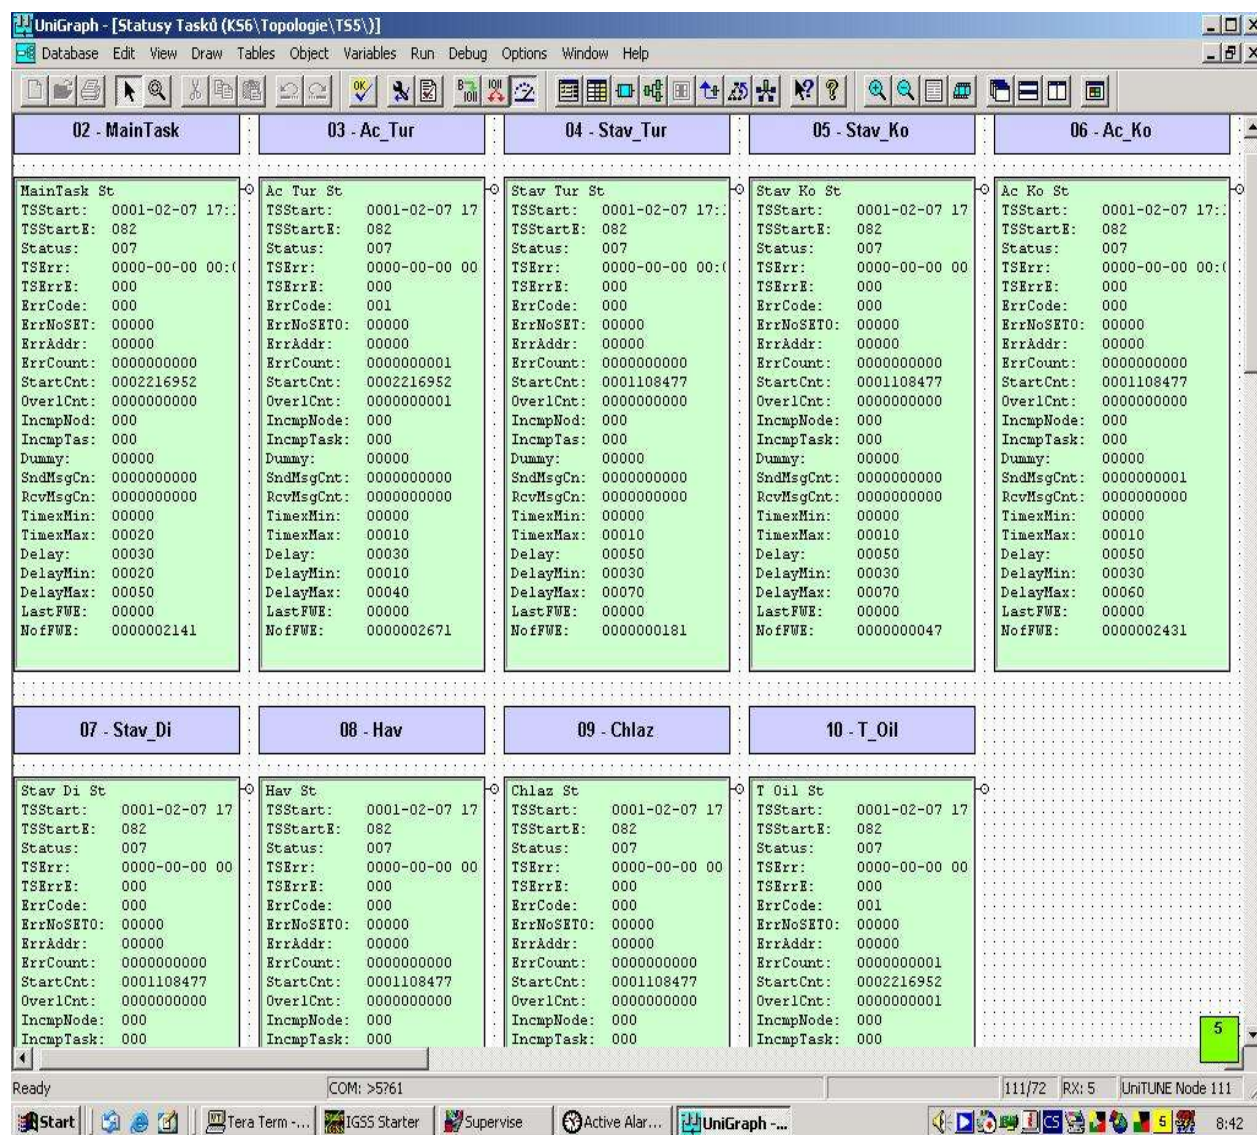 UniGraph - [Statusy Tasků (KS6\Topologie\TS5\)]
Database Edit View Draw Tables Object Variables Run Debug Options Window Help
02 - MainTask
03 - Ac_Tur
04 - Stav_Tur
05 - Stav_Ko
06 - Ac_Ko
MainTask St
TSStart: 0001-02-07 17:
TSStartE: 082
Status: 007
TSErr: 0000-00-00 00:
TSErrE: 000
ErrCode: 000
ErrNoSET: 00000
ErrAddr: 00000
ErrCount: 0000000000
StartCnt: 0002216952
OverlCnt: 0000000000
IncmpNod: 000
IncmpTas: 000
Dummy: 00000
SndMsgCn: 0000000000
RcvMsgCn: 0000000000
TimexMin: 00000
TimexMax: 00020
Delay: 00030
DelayMin: 00020
DelayMax: 00050
LastFWE: 00000
NofFWE: 0000002141
Ac Tur St
TSStart: 0001-02-07 17
TSStartE: 082
Status: 007
TSErr: 0000-00-00 00
TSErrE: 000
ErrCode: 001
ErrNoSETO: 00000
ErrAddr: 00000
ErrCount: 0000000001
StartCnt: 0002216952
OverlCnt: 0000000001
IncmpNode: 000
IncmpTask: 000
Dummy: 00000
SndMsgCnt: 0000000000
RcvMsgCnt: 0000000000
TimexMin: 00000
TimexMax: 00010
Delay: 00030
DelayMin: 00010
DelayMax: 00040
LastFWE: 00000
NofFWE: 0000002671
Stav Tur St
TSStart: 0001-02-07 17:
TSStartE: 082
Status: 007
TSErr: 0000-00-00 00:
TSErrE: 000
ErrCode: 000
ErrNoSET: 00000
ErrAddr: 00000
ErrCount: 0000000000
StartCnt: 0001108477
OverlCnt: 0000000000
IncmpNod: 000
IncmpTas: 000
Dummy: 00000
SndMsgCn: 0000000000
RcvMsgCn: 0000000000
TimexMin: 00000
TimexMax: 00010
Delay: 00050
DelayMin: 00030
DelayMax: 00070
LastFWE: 00000
NofFWE: 0000000181
Stav Ko St
TSStart: 0001-02-07 17
TSStartE: 082
Status: 007
TSErr: 0000-00-00 00
TSErrE: 000
ErrCode: 000
ErrNoSETO: 00000
ErrAddr: 00000
ErrCount: 0000000000
StartCnt: 0001108477
OverlCnt: 0000000000
IncmpNode: 000
IncmpTask: 000
Dummy: 00000
SndMsgCnt: 0000000000
RcvMsgCnt: 0000000000
TimexMin: 00000
TimexMax: 00010
Delay: 00050
DelayMin: 00030
DelayMax: 00070
LastFWE: 00000
NofFWE: 0000000047
Ac Ko St
TSStart: 0001-02-07 17:
TSStartE: 082
Status: 007
TSErr: 0000-00-00 00:
TSErrE: 000
ErrCode: 000
ErrNoSETO: 00000
ErrAddr: 00000
ErrCount: 0000000000
StartCnt: 0001108477
OverlCnt: 0000000000
IncmpNode: 000
IncmpTask: 000
Dummy: 00000
SndMsgCnt: 0000000001
RcvMsgCnt: 0000000000
TimexMin: 00000
TimexMax: 00010
Delay: 00050
DelayMin: 00030
DelayMax: 00060
LastFWE: 00000
NofFWE: 0000002431
07 - Stav_Di
08 - Hav
09 - Chlaz
10 - T_Oil
Stav Di St
TSStart: 0001-02-07 17
TSStartE: 082
Status: 007
TSErr: 0000-00-00 00
TSErrE: 000
ErrCode: 000
ErrNoSETO: 00000
ErrAddr: 00000
ErrCount: 0000000000
StartCnt: 0001108477
OverlCnt: 0000000000
IncmpNode: 000
IncmpTask: 000
Hav St
TSStart: 0001-02-07 17
TSStartE: 082
Status: 007
TSErr: 0000-00-00 00
TSErrE: 000
ErrCode: 000
ErrNoSETO: 00000
ErrAddr: 00000
ErrCount: 0000000000
StartCnt: 0001108477
OverlCnt: 0000000000
IncmpNode: 000
IncmpTask: 000
Chlaz St
TSStart: 0001-02-07 17
TSStartE: 082
Status: 007
TSErr: 0000-00-00 00
TSErrE: 000
ErrCode: 000
ErrNoSETO: 00000
ErrAddr: 00000
ErrCount: 0000000000
StartCnt: 0001108477
OverlCnt: 0000000000
IncmpNode: 000
IncmpTask: 000
T Oil St
TSStart: 0001-02-07 17
TSStartE: 082
Status: 007
TSErr: 0000-00-00 00
TSErrE: 000
ErrCode: 001
ErrNoSETO: 00000
ErrAddr: 00000
ErrCount: 0000000001
StartCnt: 0002216952
OverlCnt: 0000000001
IncmpNode: 000
IncmpTask: 000
5
Ready COM: >5761 111/72 RX: 5 UniTUNE Node 111
Start Tera Term -... IGSS Starter Supervise Active Alar... UniGraph -... CS 5 8:42